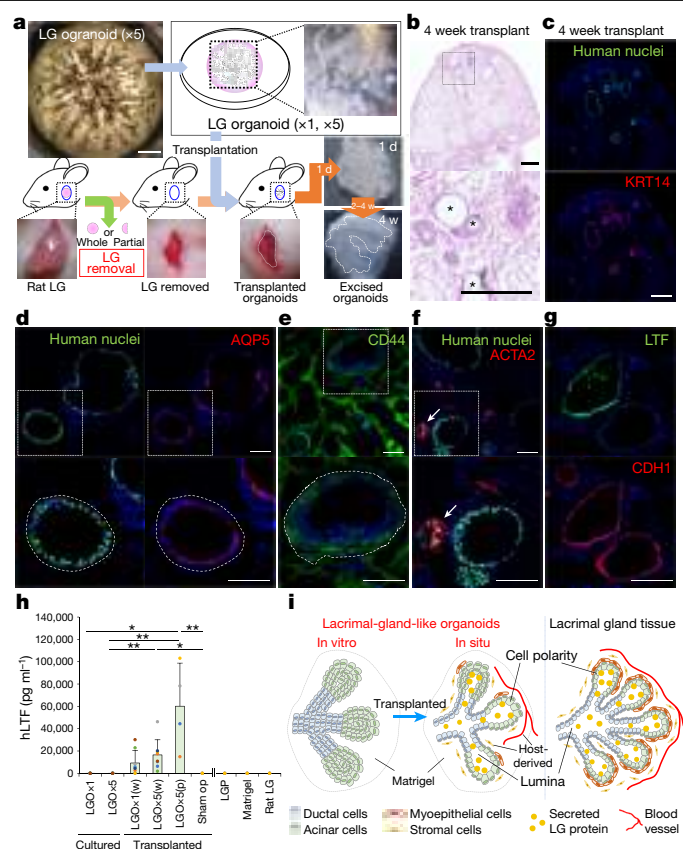 a
LG ogranoid (×5)
LG organoid (×1, ×5)
Transplantation
1 d
1 d
2–4 w
4 w
or
Whole Partial
LG
removal
Rat LG
LG removed
Transplanted
organoids
Excised
organoids
b 4 week transplant
*
*
*
c 4 week transplant
Human nuclei
KRT14
d
Human nuclei
AQP5
e
CD44
f
Human nuclei
ACTA2
g
LTF
CDH1
h
hLTF (pg ml−1)
140,000
120,000
100,000
80,000
60,000
40,000
20,000
0
* **
**
** *
LGO×1
LGO×5
LGO×1(w)
LGO×5(w)
LGO×5(p)
Sham op
LGP
Matrigel
Rat LG
Cultured Transplanted
i
Lacrimal-gland-like organoids
In vitro
In situ
Lacrimal gland tissue
Cell polarity
Transplanted
Host-
derived
Matrigel
Lumina
Ductal cells
Acinar cells
Myoepithelial cells
Stromal cells
Secreted
LG protein
Blood
vessel